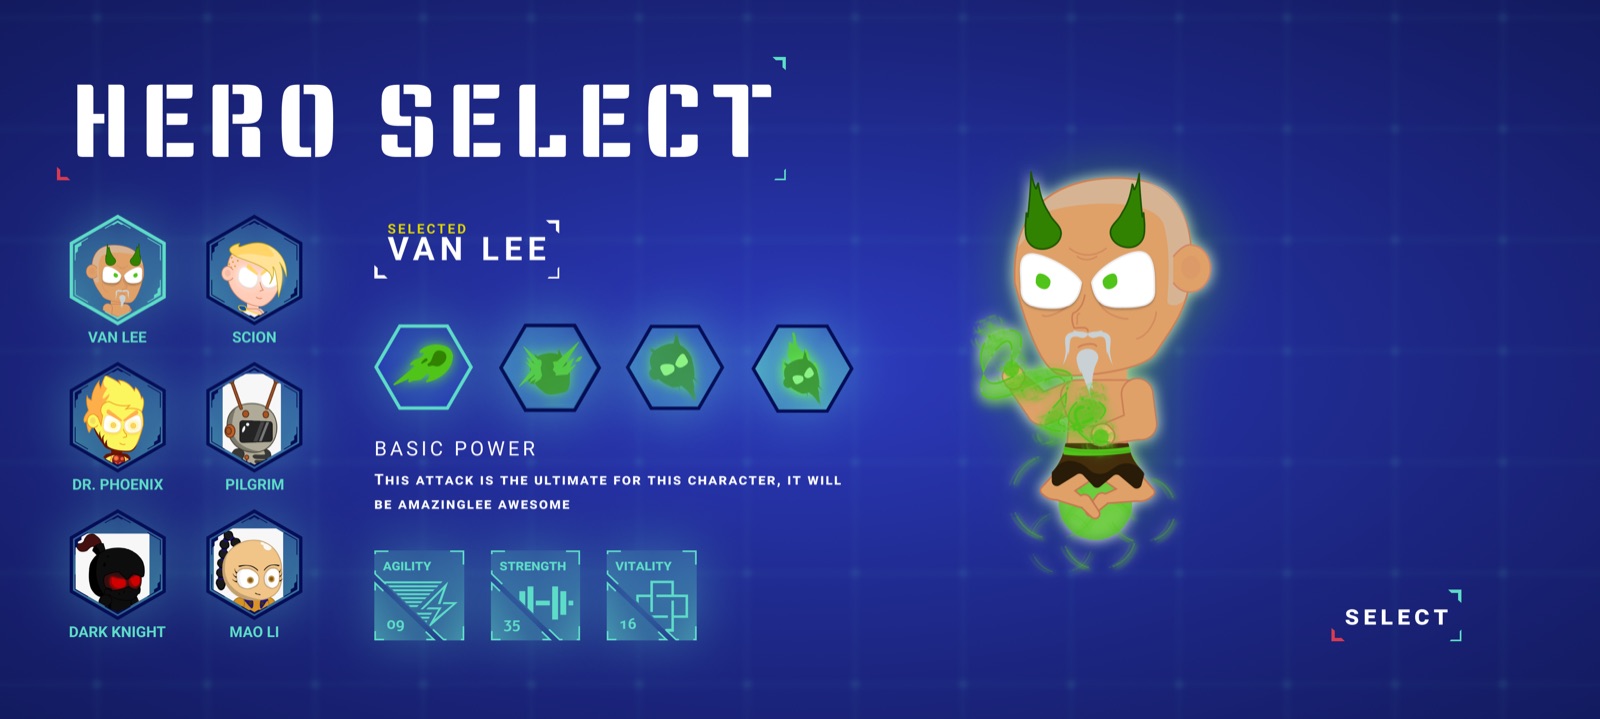 HERO SELECT
VAN LEE
SCION
DR. PHOENIX
PILGRIM
DARK KNIGHT
MAO LI
SELECTED
VAN LEE
BASIC POWER
THIS ATTACK IS THE ULTIMATE FOR THIS CHARACTER, IT WILL
BE AMAZINGLEE AWESOME
AGILITY
09
STRENGTH
35
VITALITY
16
SELECT